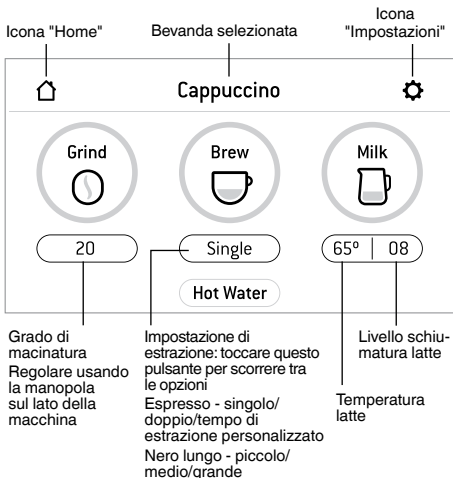 Icona "Home"
Bevanda selezionata
Icona
"Impostazioni"
Cappuccino
Grind
Brew
Milk
20
Single
65° | 08
Hot Water
Grado di
macinatura
Regolare usando
la manopola
sul lato della
macchina
Impostazione di
estrazione: toccare questo
pulsante per scorrere tra
le opzioni
Espresso - singolo/
doppio/tempo di
estrazione personalizzato
Nero lungo - piccolo/
medio/grande
Temperatura
latte
Livello schiu-
matura latte